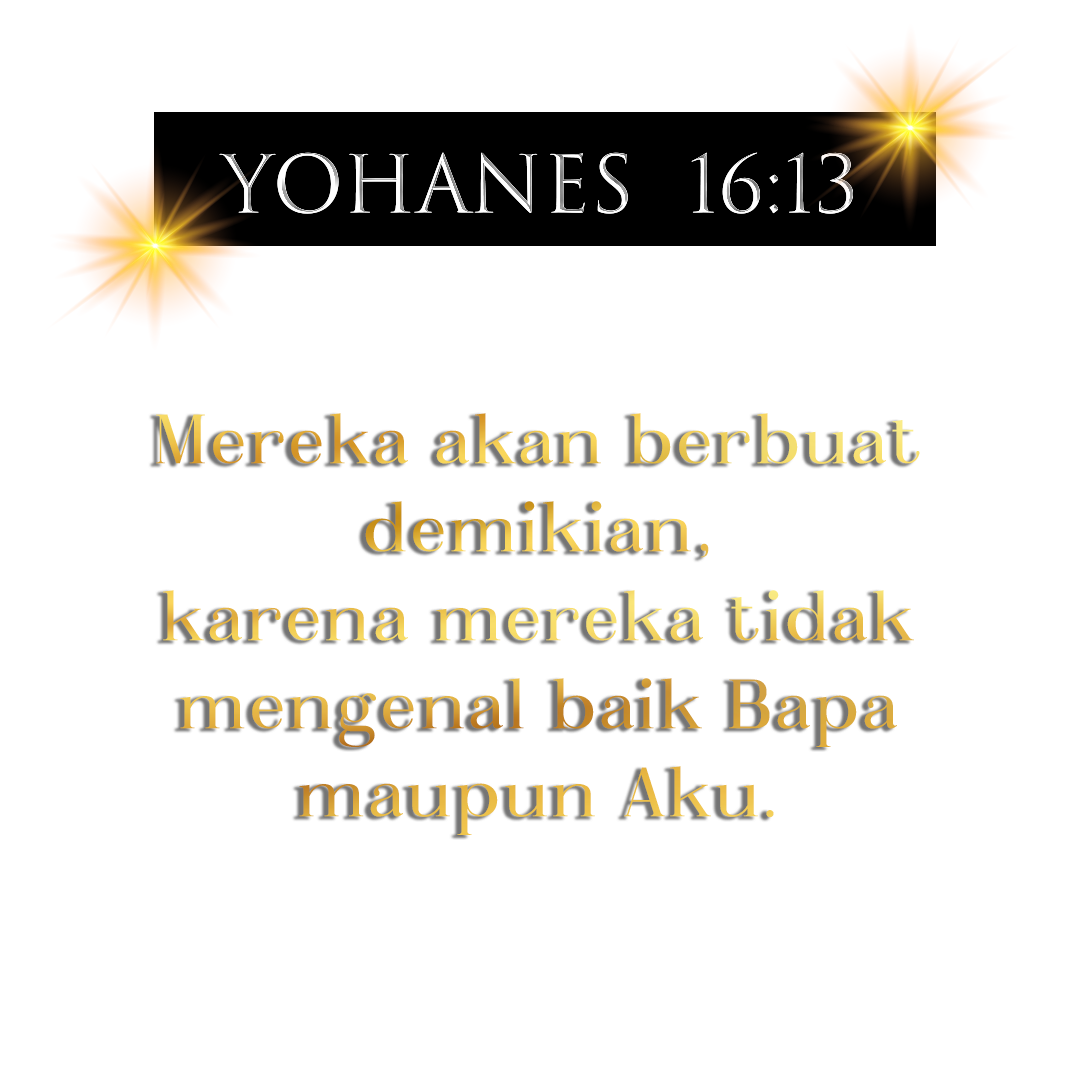 YOHANES 16:13
Mereka akan berbuat
demikian,
karena mereka tidak
mengenal baik Bapa
maupun Aku.